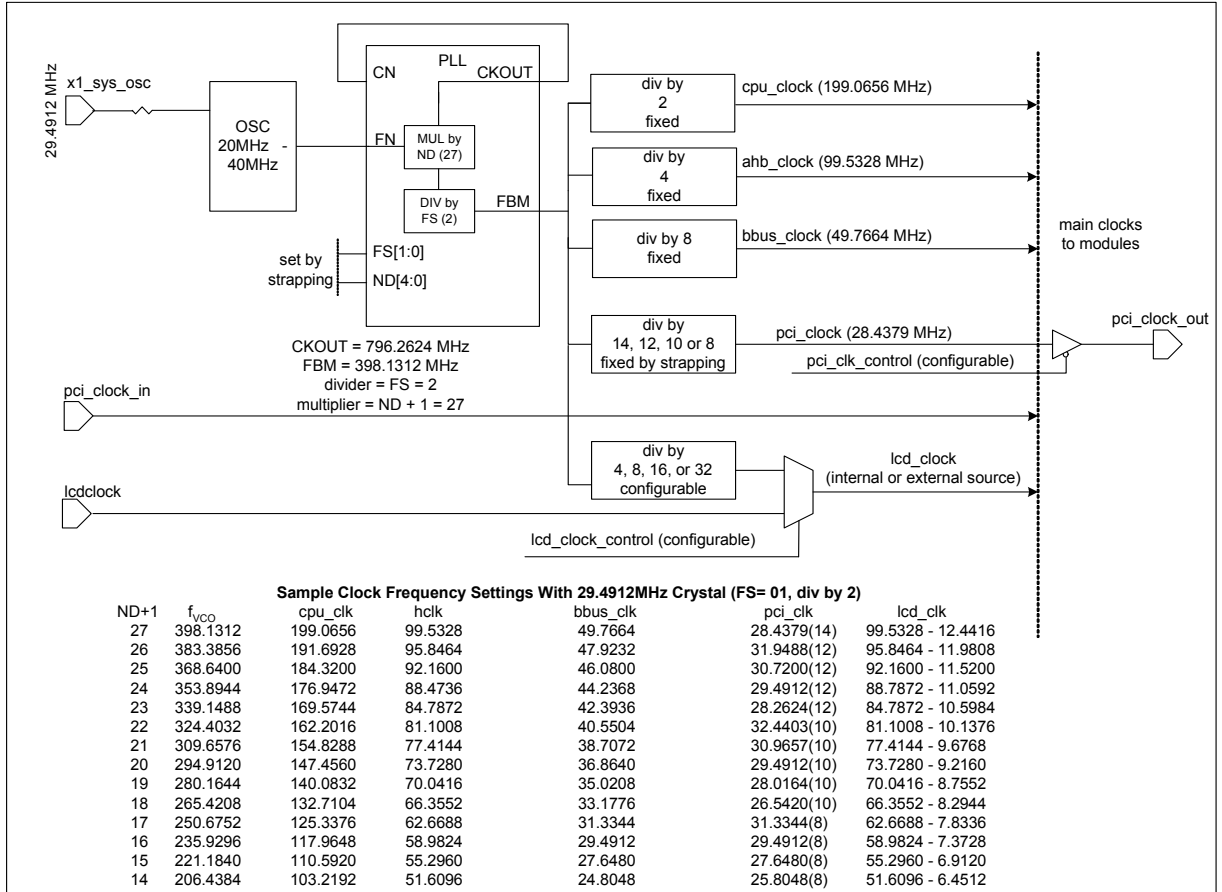 29.4912 MHz
x1_sys_osc
OSC
20MHz -
40MHz
PLL
CN
CKOUT
FN
MUL by
ND (27)
DIV by
FS (2)
FBM
FS[1:0]
ND[4:0]
set by
strapping
CKOUT = 796.2624 MHz
FBM = 398.1312 MHz
divider = FS = 2
multiplier = ND + 1 = 27
div by
2
fixed
cpu_clock (199.0656 MHz)
div by
4
fixed
ahb_clock (99.5328 MHz)
div by 8
fixed
bbus_clock (49.7664 MHz)
main clocks
to modules
div by
14, 12, 10 or 8
fixed by strapping
pci_clock (28.4379 MHz)
pci_clk_control (configurable)
pci_clock_out
pci_clock_in
div by
4, 8, 16, or 32
configurable
lcd_clock
(internal or external source)
lcdclock
lcd_clock_control (configurable)
Sample Clock Frequency Settings With 29.4912MHz Crystal (FS= 01, div by 2)
ND+1 fVCO cpu_clk hclk bbus_clk pci_clk lcd_clk
27 398.1312 199.0656 99.5328 49.7664 28.4379(14) 99.5328 - 12.4416
26 383.3856 191.6928 95.8464 47.9232 31.9488(12) 95.8464 - 11.9808
25 368.6400 184.3200 92.1600 46.0800 30.7200(12) 92.1600 - 11.5200
24 353.8944 176.9472 88.4736 44.2368 29.4912(12) 88.7872 - 11.0592
23 339.1488 169.5744 84.7872 42.3936 28.2624(12) 84.7872 - 10.5984
22 324.4032 162.2016 81.1008 40.5504 32.4403(10) 81.1008 - 10.1376
21 309.6576 154.8288 77.4144 38.7072 30.9657(10) 77.4144 - 9.6768
20 294.9120 147.4560 73.7280 36.8640 29.4912(10) 73.7280 - 9.2160
19 280.1644 140.0832 70.0416 35.0208 28.0164(10) 70.0416 - 8.7552
18 265.4208 132.7104 66.3552 33.1776 26.5420(10) 66.3552 - 8.2944
17 250.6752 125.3376 62.6688 31.3344 31.3344(8) 62.6688 - 7.8336
16 235.9296 117.9648 58.9824 29.4912 29.4912(8) 58.9824 - 7.3728
15 221.1840 110.5920 55.2960 27.6480 27.6480(8) 55.2960 - 6.9120
14 206.4384 103.2192 51.6096 24.8048 25.8048(8) 51.6096 - 6.4512